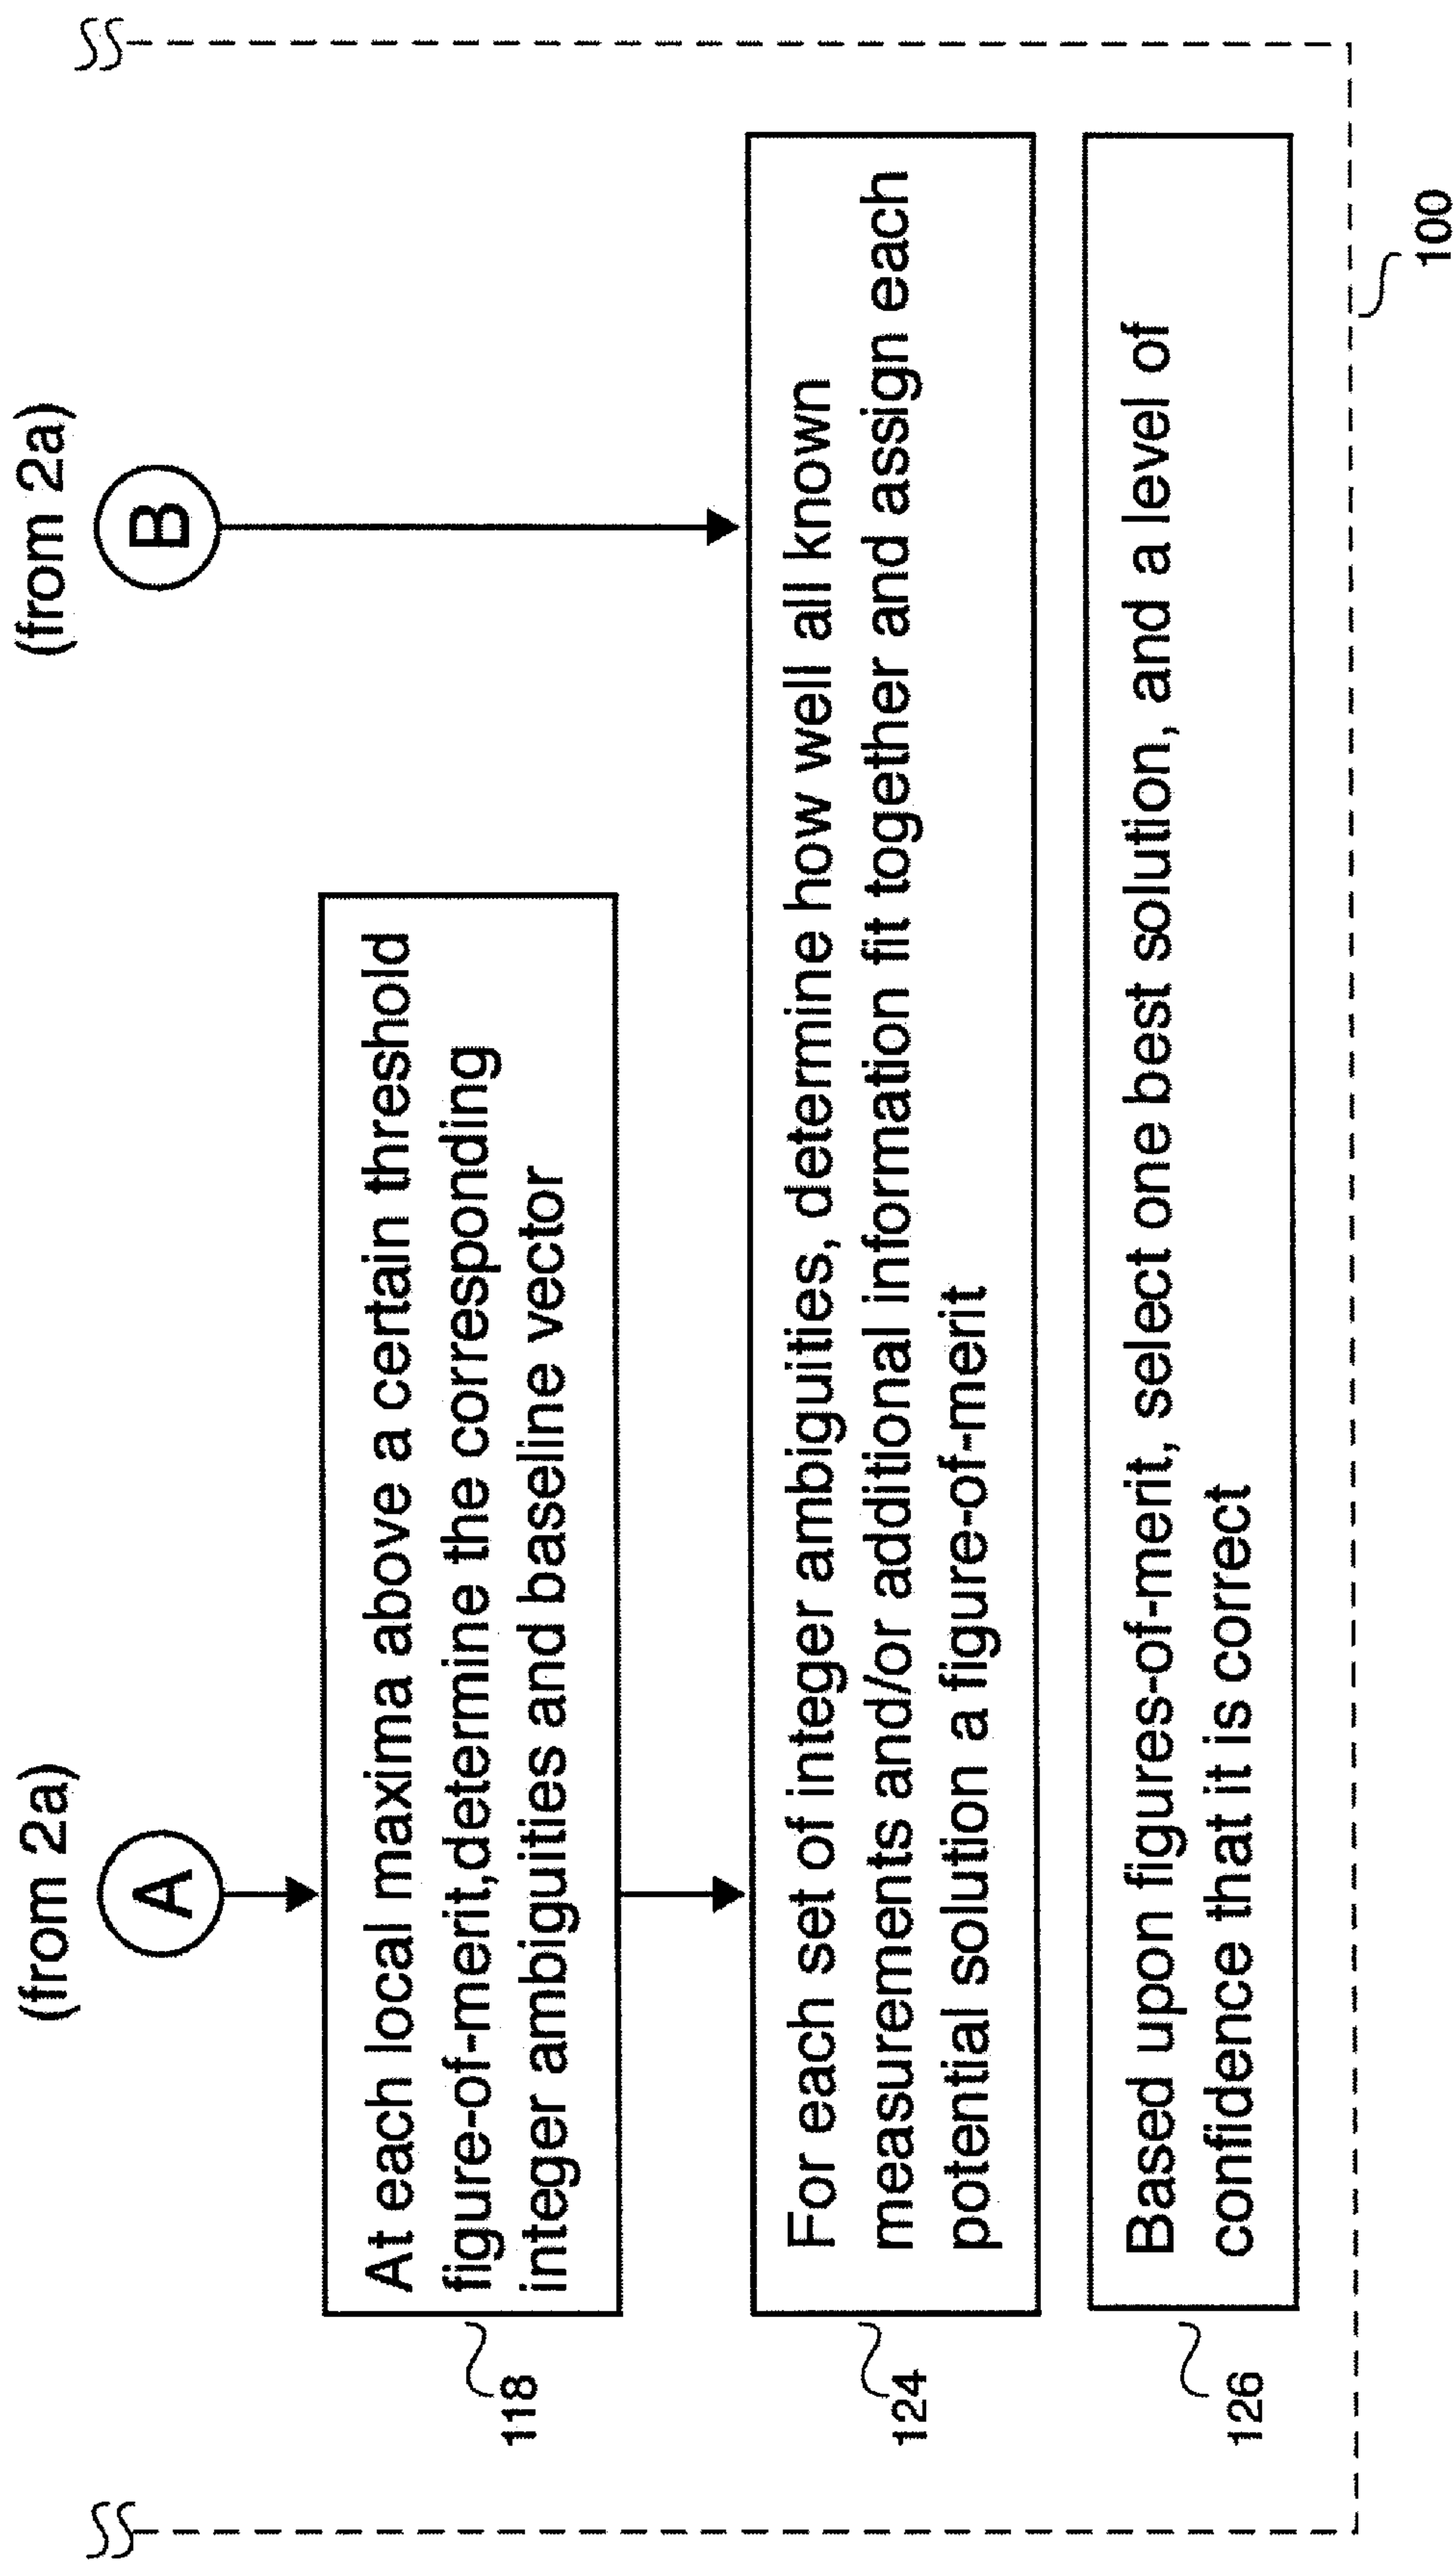 (from 2a)
(from 2a)
A
B
At each local maxima above a certain threshold
figure-of-merit,determine the corresponding
integer ambiguities and baseline vector
118
For each set of integer ambiguities, determine how well all known
measurements and/or additional information fit together and assign each
potential solution a figure-of-merit
124
Based upon figures-of-merit, select one best solution, and a level of
confidence that it is correct
126
100